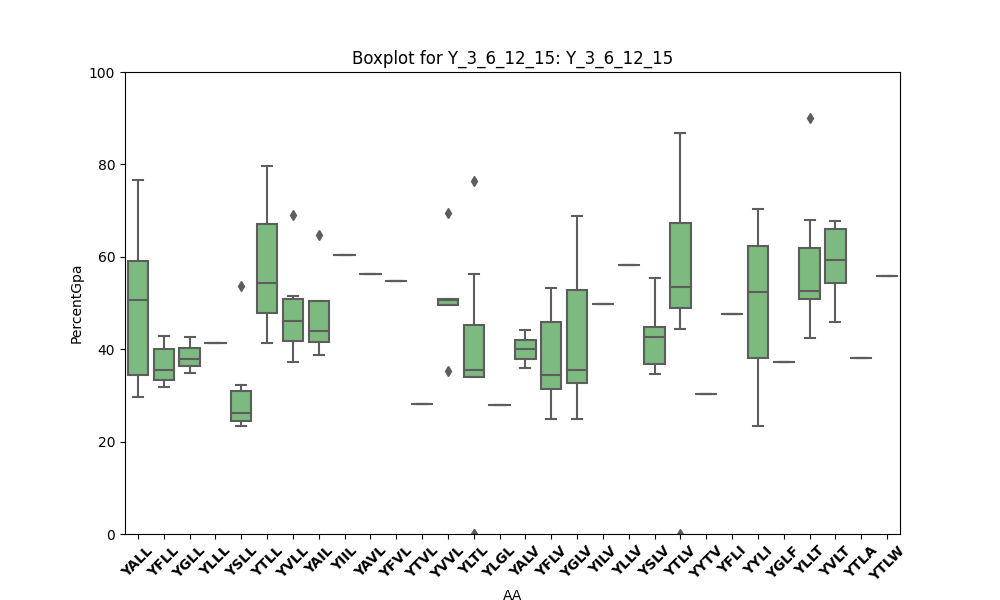 Boxplot for Y_3_6_12_15: Y_3_6_12_15
100
80
60
40
20
0
PercentGpa
YALL YFLL YGLL YLLL YSLL YTLL YVLL YAIL YIIL YAVL YFVL YTVL YVVL YLTL YLGL YALV YFLV YGLV YILV YLLV YSLV YTLV YYTV YFLI YYLI YGLF YLLT YVLT YTLA YTLW
AA